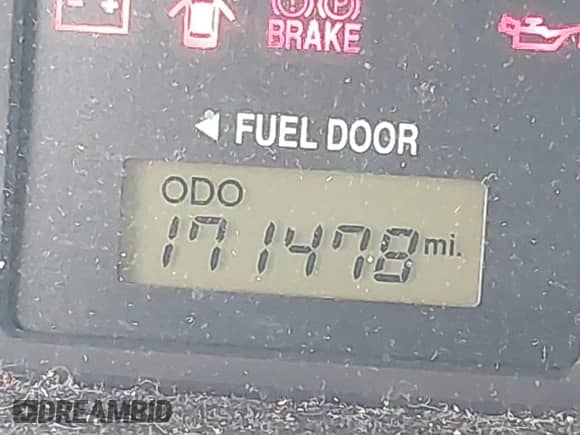 BRAKE
◄ FUEL DOOR
ODO
171478 mi.
DREAMBID